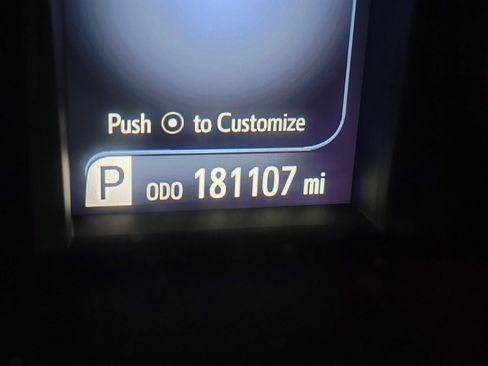 Push ⊙ to Customize
P ODO 181107 mi